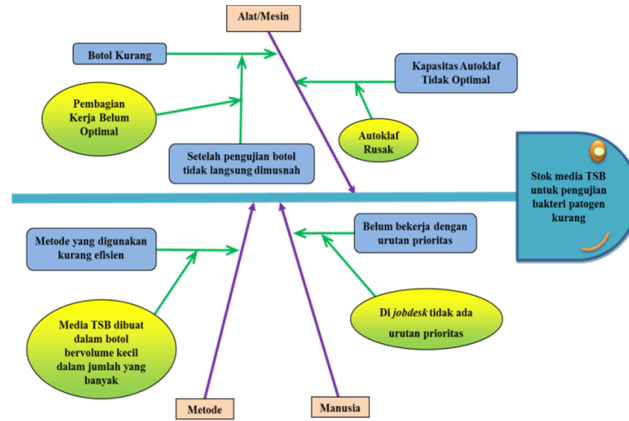 Alat/Mesin
Botol Kurang
Kapasitas Autoklaf
Tidak Optimal
Pembagian
Kerja Belum
Optimal
Autoklaf
Rusak
Setelah pengujian botol
tidak langsung dimusnah
Stok media TSB
untuk pengujian
bakteri patogen
kurang
Metode yang digunakan
kurang efisien
Belum bekerja dengan
urutan prioritas
Media TSB dibuat
dalam botol
bervolume kecil
dalam jumlah yang
banyak
Di jobdesk tidak ada
urutan prioritas
Metode
Manusia